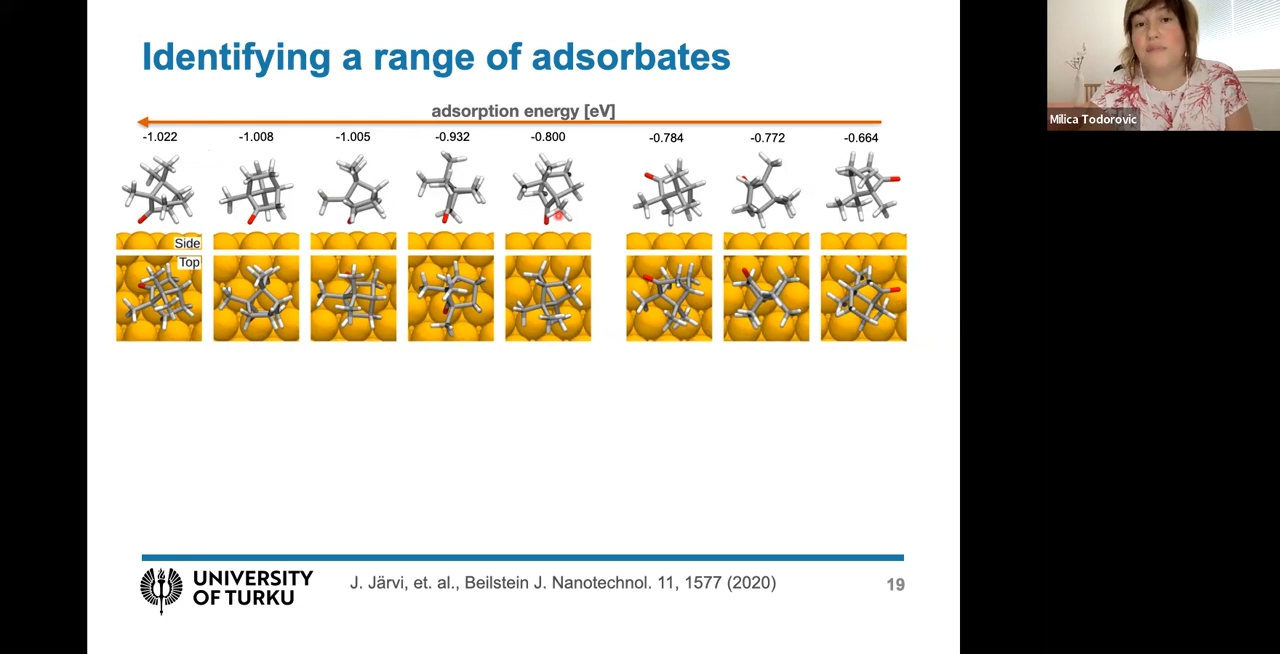 Identifying a range of adsorbates
adsorption energy [eV]
-1.022 -1.008 -1.005 -0.932 -0.800 -0.784 -0.772 -0.664
Side
Top
UNIVERSITY
OF TURKU
J. Järvi, et. al., Beilstein J. Nanotechnol. 11, 1577 (2020)
19
Milica Todorovic